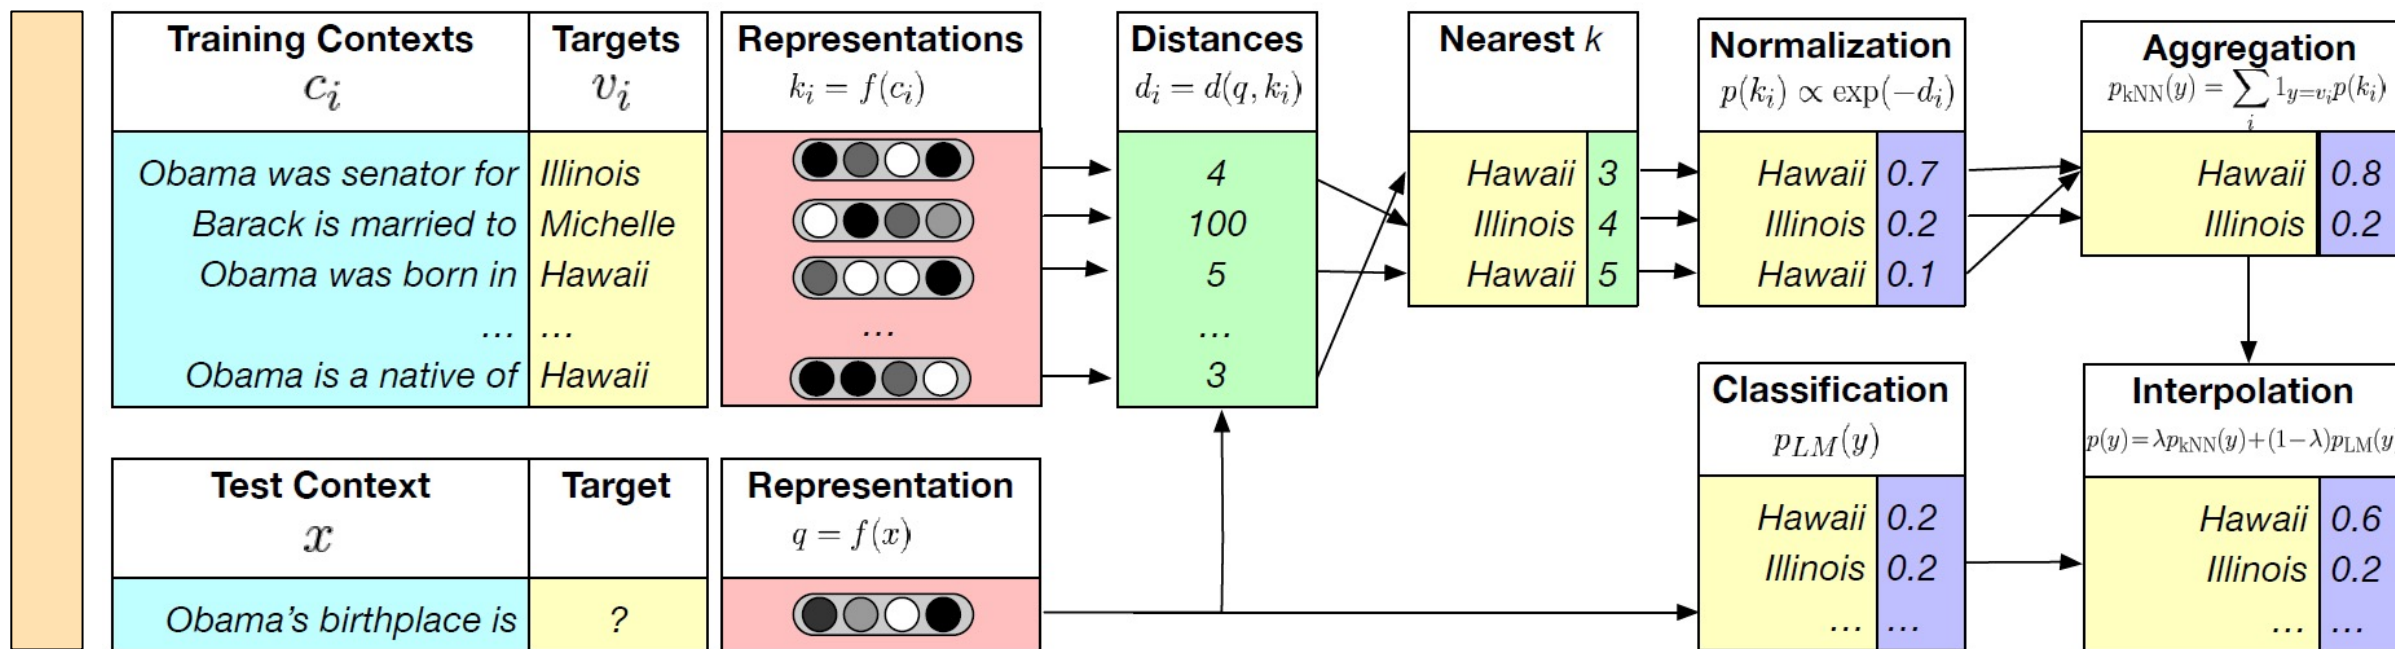 Training Contexts
c_i
Targets
v_i
Obama was senator for Illinois
Barack is married to Michelle
Obama was born in Hawaii
... ...
Obama is a native of Hawaii
Representations
k_i = f(c_i)
...
Distances
d_i = d(q, k_i)
4
100
5
...
3
Nearest k
Hawaii 3
Illinois 4
Hawaii 5
Normalization
p(k_i) ∝ exp(−d_i)
Hawaii 0.7
Illinois 0.2
Hawaii 0.1
Aggregation
p_kNN(y) = ∑_i 1_{y=v_i} p(k_i)
Hawaii 0.8
Illinois 0.2
Test Context
x
Target
Obama's birthplace is ?
Representation
q = f(x)
Classification
p_LM(y)
Hawaii 0.2
Illinois 0.2
... ...
Interpolation
p(y) = λp_kNN(y) + (1−λ)p_LM(y
Hawaii 0.6
Illinois 0.2
... ...